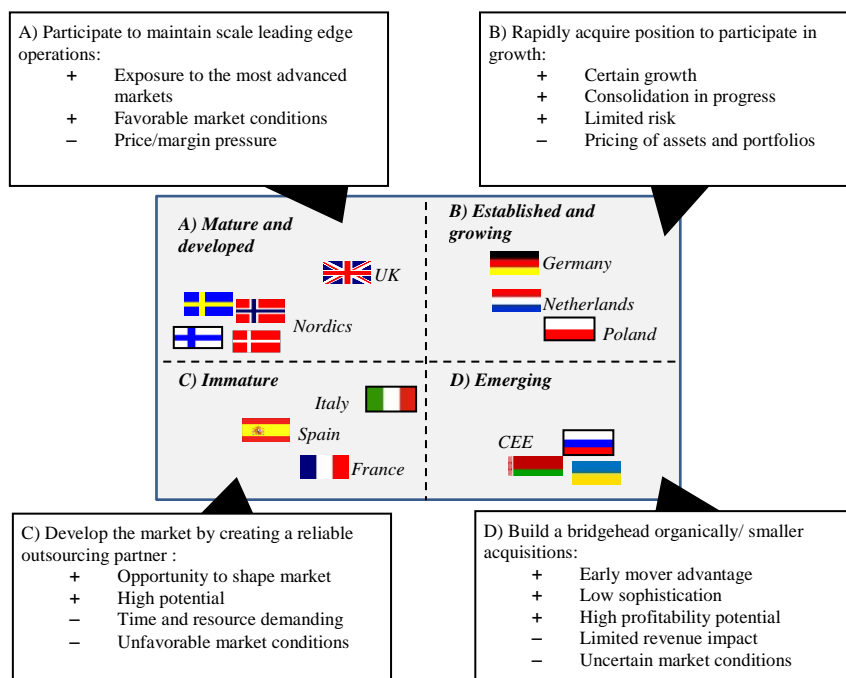 A) Participate to maintain scale leading edge
operations:
+ Exposure to the most advanced
markets
+ Favorable market conditions
− Price/margin pressure
B) Rapidly acquire position to participate in
growth:
+ Certain growth
+ Consolidation in progress
+ Limited risk
− Pricing of assets and portfolios
A) Mature and
developed
UK
Nordics
B) Established and
growing
Germany
Netherlands
Poland
C) Immature
Italy
Spain
France
D) Emerging
CEE
C) Develop the market by creating a reliable
outsourcing partner :
+ Opportunity to shape market
+ High potential
− Time and resource demanding
− Unfavorable market conditions
D) Build a bridgehead organically/ smaller
acquisitions:
+ Early mover advantage
+ Low sophistication
+ High profitability potential
− Limited revenue impact
− Uncertain market conditions